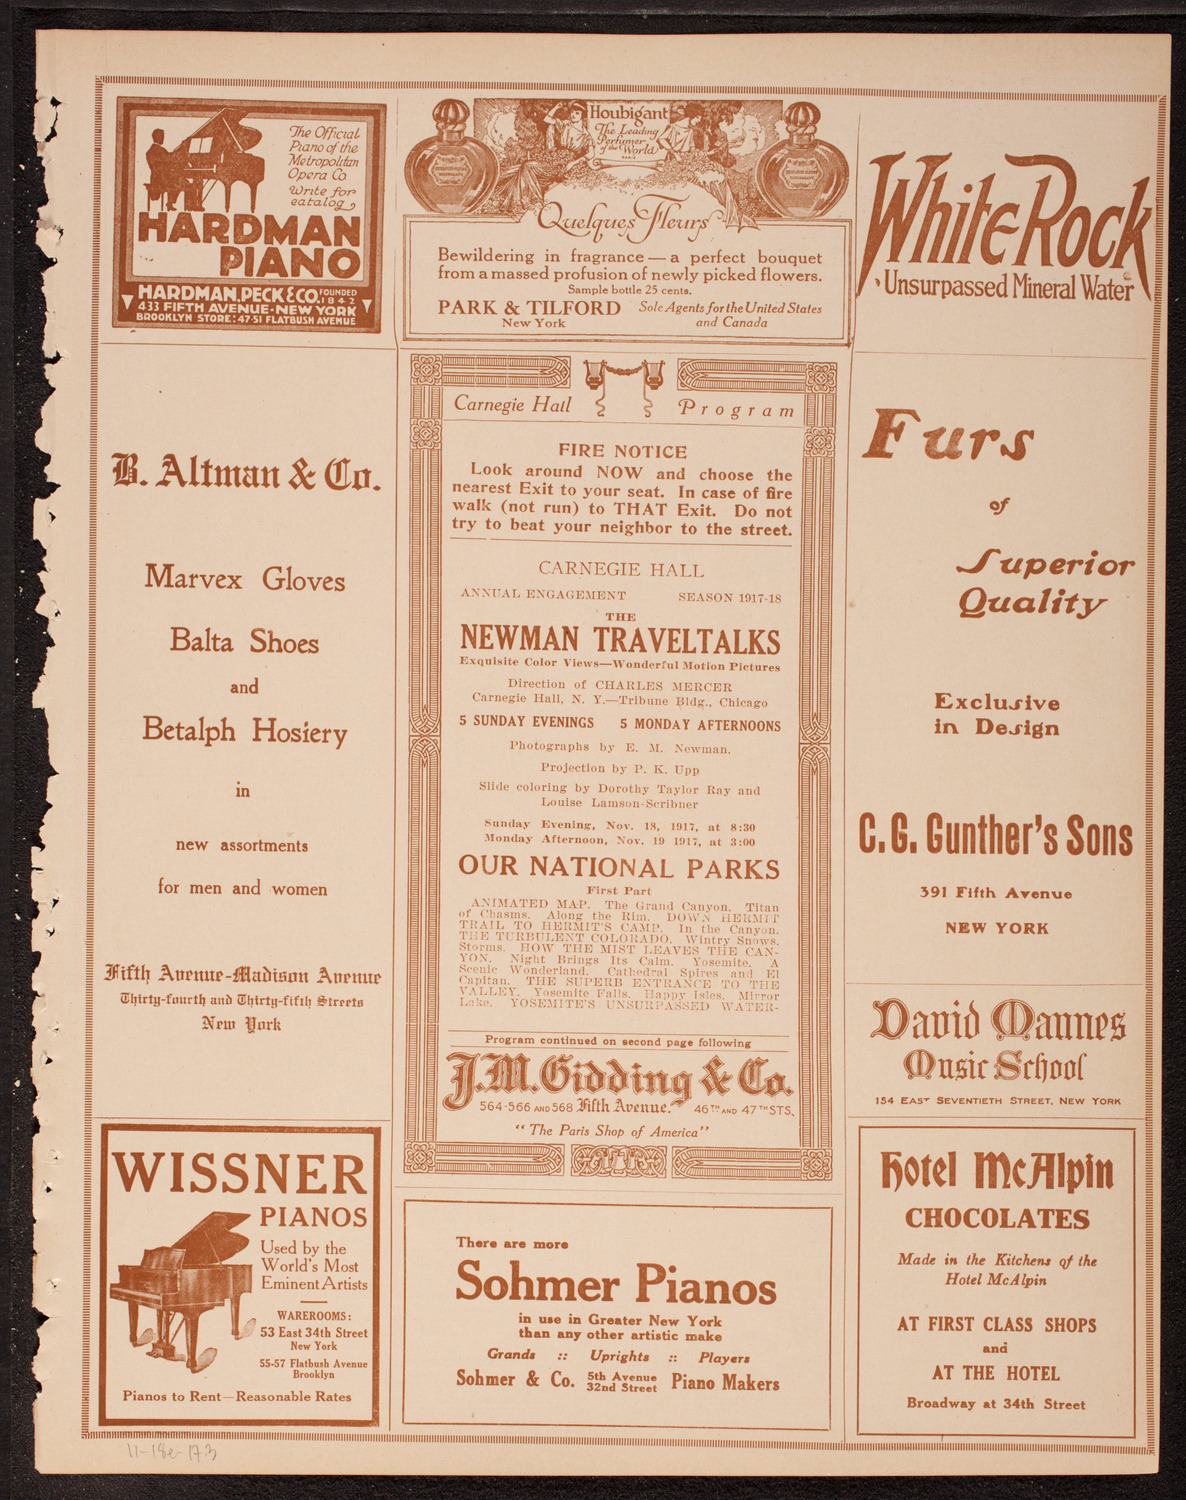 The Official
Piano of the
Metropolitan
Opera Co.
Write for
catalog
HARDMAN
PIANO
HARDMAN, PECK & CO. FOUNDED 1842
433 FIFTH AVENUE-NEW YORK
BROOKLYN STORE: 47-51 FLATBUSH AVENUE
Houbigant
The Leading
Perfumer
of the World
PARIS
Quelques Fleurs
Bewildering in fragrance — a perfect bouquet
from a massed profusion of newly picked flowers.
Sample bottle 25 cents.
PARK & TILFORD Sole Agents for the United States
New York and Canada
White Rock
Unsurpassed Mineral Water
B. Altman & Co.
Marvex Gloves
Balta Shoes
and
Betalph Hosiery
in
new assortments
for men and women
Fifth Avenue-Madison Avenue
Thirty-fourth and Thirty-fifth Streets
New York
Carnegie Hall Program
FIRE NOTICE
Look around NOW and choose the
nearest Exit to your seat. In case of fire
walk (not run) to THAT Exit. Do not
try to beat your neighbor to the street.
CARNEGIE HALL
ANNUAL ENGAGEMENT SEASON 1917-18
THE
NEWMAN TRAVELTALKS
Exquisite Color Views—Wonderful Motion Pictures
Direction of CHARLES MERCER
Carnegie Hall, N. Y.—Tribune Bldg., Chicago
5 SUNDAY EVENINGS 5 MONDAY AFTERNOONS
Photographs by E. M. Newman.
Projection by P. K. Upp
Slide coloring by Dorothy Taylor Ray and
Louise Lamson-Scribner
Sunday Evening, Nov. 18, 1917, at 8:30
Monday Afternoon, Nov. 19 1917, at 3:00
OUR NATIONAL PARKS
First Part
ANIMATED MAP. The Grand Canyon. Titan
of Chasms. Along the Rim. DOWN HERMIT
TRAIL TO HERMIT'S CAMP. In the Canyon.
THE TURBULENT COLORADO. Wintry Snows.
Storms. HOW THE MIST LEAVES THE CAN-
YON. Night Brings Its Calm. Yosemite. A
Scenic Wonderland. Cathedral Spires and El
Capitan. THE SUPERB ENTRANCE TO THE
VALLEY. Yosemite Falls. Happy Isles. Mirror
Lake. YOSEMITE'S UNSURPASSED WATER-
Program continued on second page following
J.M. Gidding & Co.
564-566 AND 568 Fifth Avenue. 46TH AND 47TH STS.
"The Paris Shop of America"
Furs
of
Superior
Quality
Exclusive
in Design
C. G. Gunther's Sons
391 Fifth Avenue
NEW YORK
David Mannes
Music School
154 EAST SEVENTIETH STREET, NEW YORK
WISSNER
PIANOS
Used by the
World's Most
Eminent Artists
WAREROOMS:
53 East 34th Street
New York
55-57 Flatbush Avenue
Brooklyn
Pianos to Rent—Reasonable Rates
There are more
Sohmer Pianos
in use in Greater New York
than any other artistic make
Grands :: Uprights :: Players
Sohmer & Co. 5th Avenue 32nd Street Piano Makers
Hotel McAlpin
CHOCOLATES
Made in the Kitchens of the
Hotel McAlpin
AT FIRST CLASS SHOPS
and
AT THE HOTEL
Broadway at 34th Street
11-18e-17B